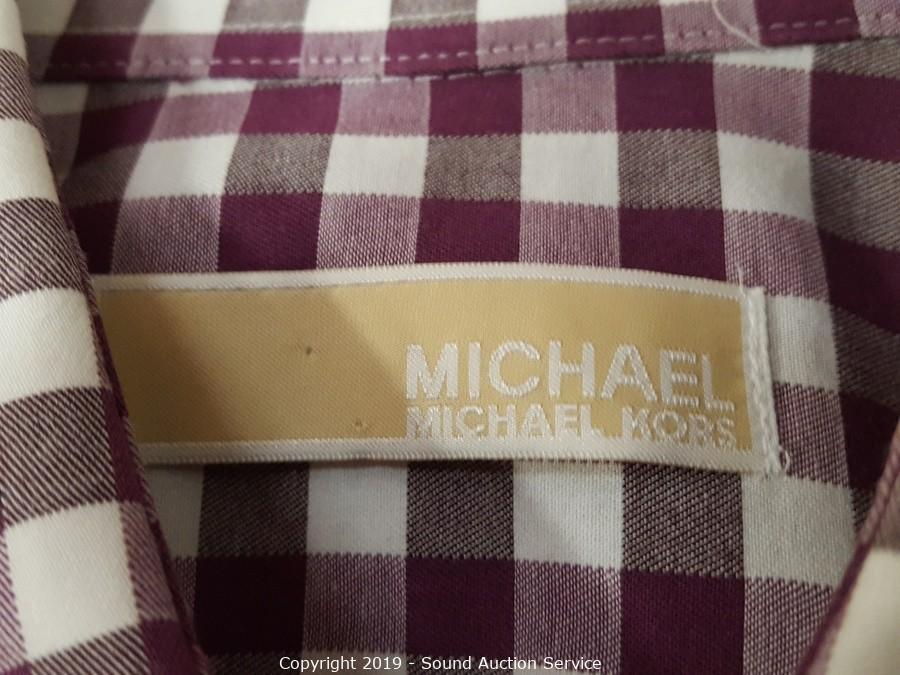 MICHAEL
MICHAEL KORS
Copyright 2019 - Sound Auction Service